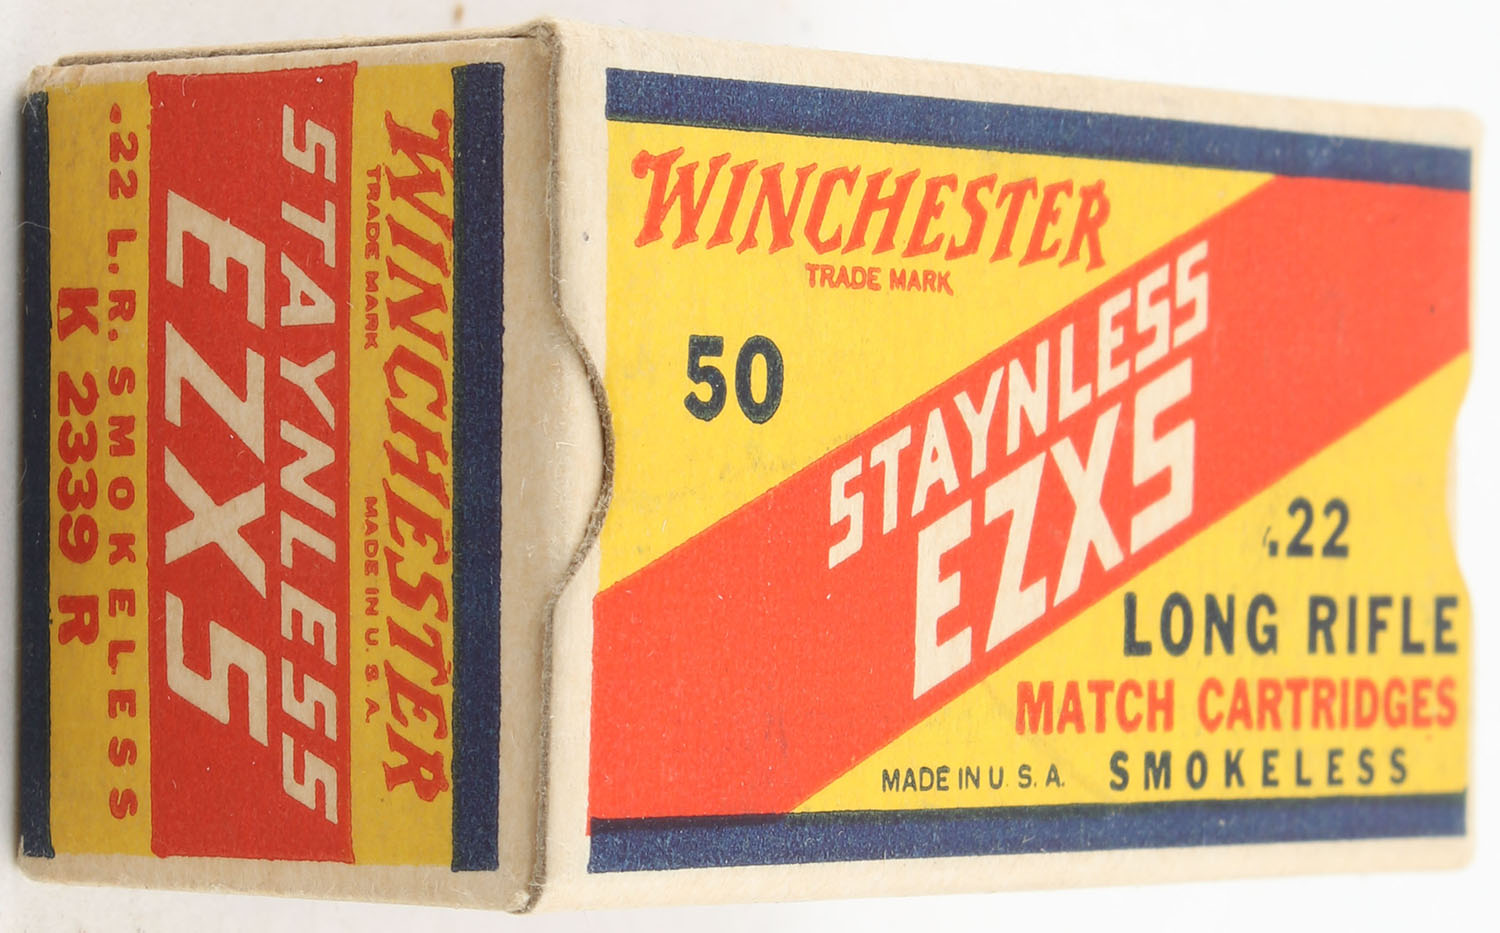 WINCHESTER
TRADE MARK
50
STAYNLESS
EZXS
.22
LONG RIFLE
MATCH CARTRIDGES
MADE IN U.S.A. SMOKELESS
WINCHESTER
TRADE MARK MADE IN U.S.A.
STAYNLESS
EZXS
.22 L.R. SMOKELESS
K 2339 R